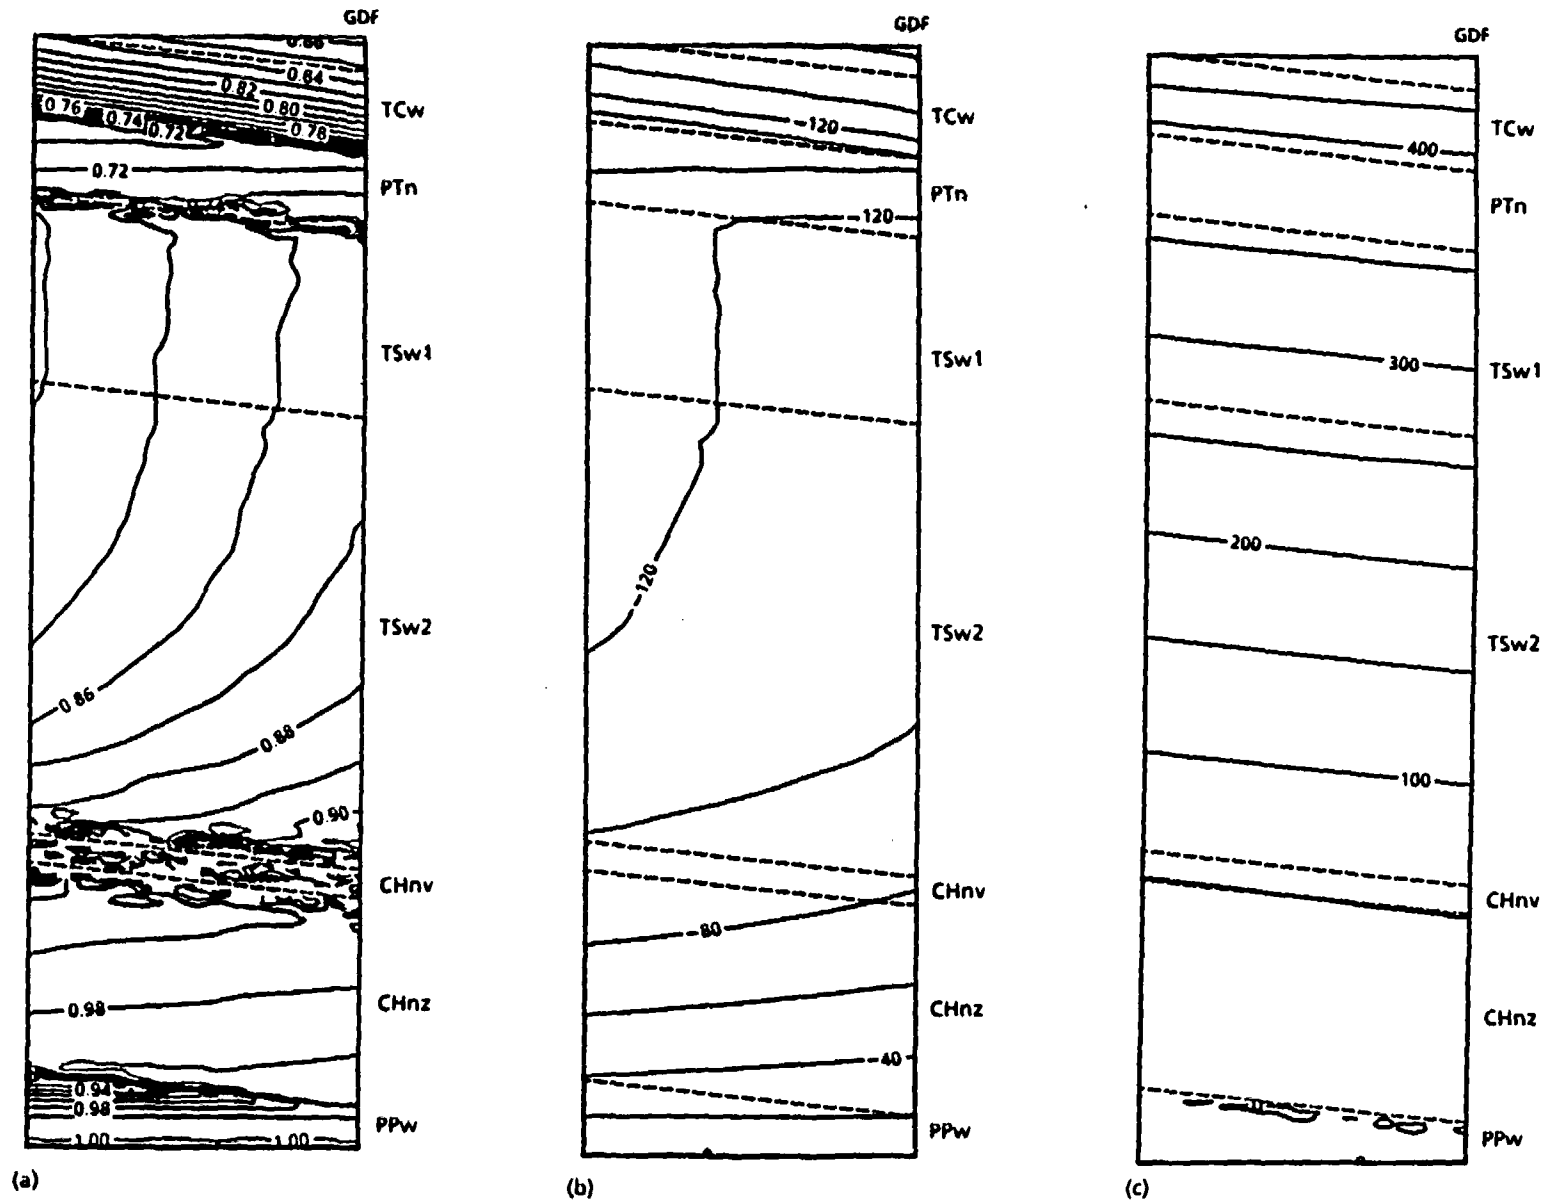 GDF
0.86
0.84
0.82
0.80
0.78
0.76
0.74
0.72
TCw
0.72
PTn
TSw1
TSw2
0.86
0.88
0.90
CHnv
0.98
CHnz
0.94
0.98
1.00
1.00
PPw
(a)
GDF
TCw
-120
PTn
-120
TSw1
-120
TSw2
CHnv
-80
CHnz
-40
PPw
(b)
GDF
TCw
400
PTn
300
TSw1
200
TSw2
100
CHnv
CHnz
PPw
(c)